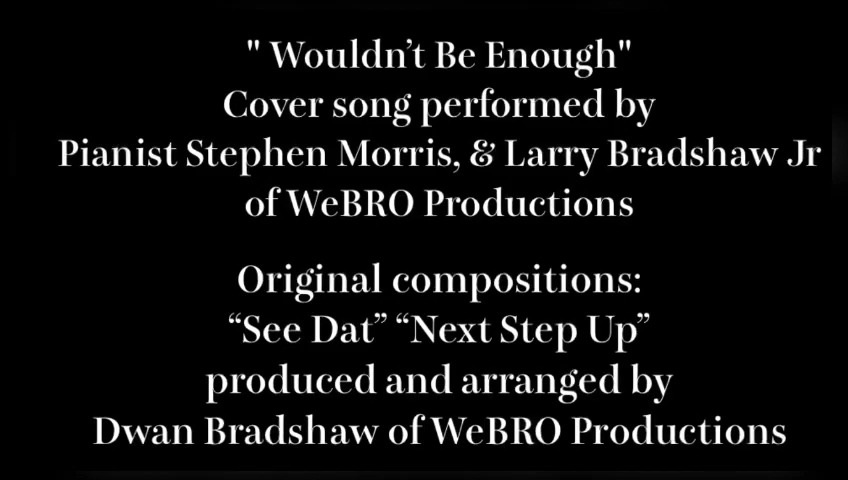 " Wouldn’t Be Enough"
Cover song performed by
Pianist Stephen Morris, & Larry Bradshaw Jr
of WeBRO Productions
Original compositions:
“See Dat” “Next Step Up”
produced and arranged by
Dwan Bradshaw of WeBRO Productions